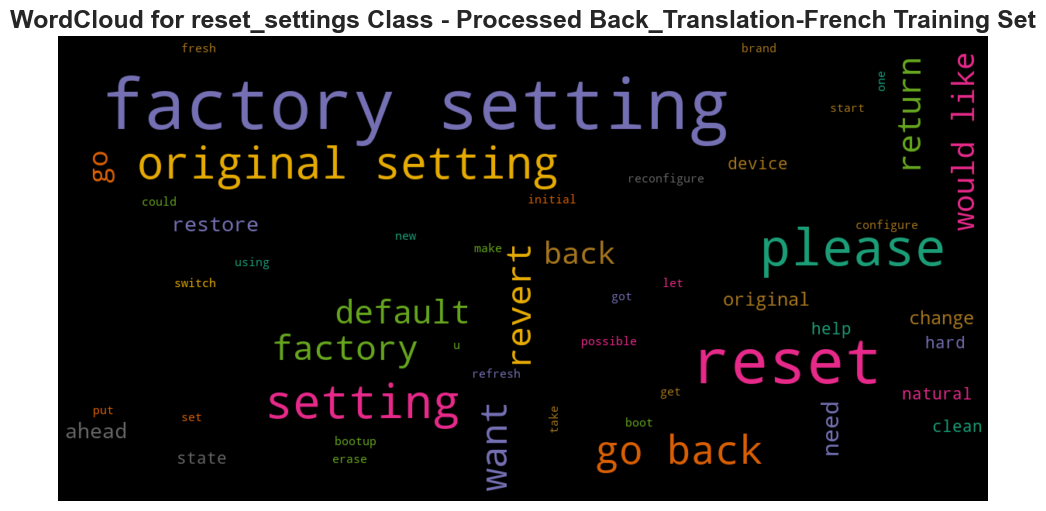 WordCloud for reset_settings Class - Processed Back_Translation-French Training Set
fresh
brand
one
factory setting
start
return
would like
go
original setting
device
reconfigure
could
initial
restore
new
configure
please
make
back
using
revert
switch
got
let
original
default
help
change
factory
u
possible
hard
reset
refresh
setting
get
natural
put
set
want
take
need
ahead
boot
clean
bootup
go back
state
erase